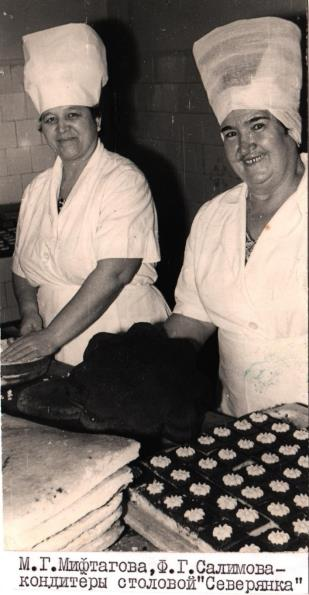 М.Г.Мифтагова,Ф.Г.Салимова-
кондитеры столовой"Северянка"